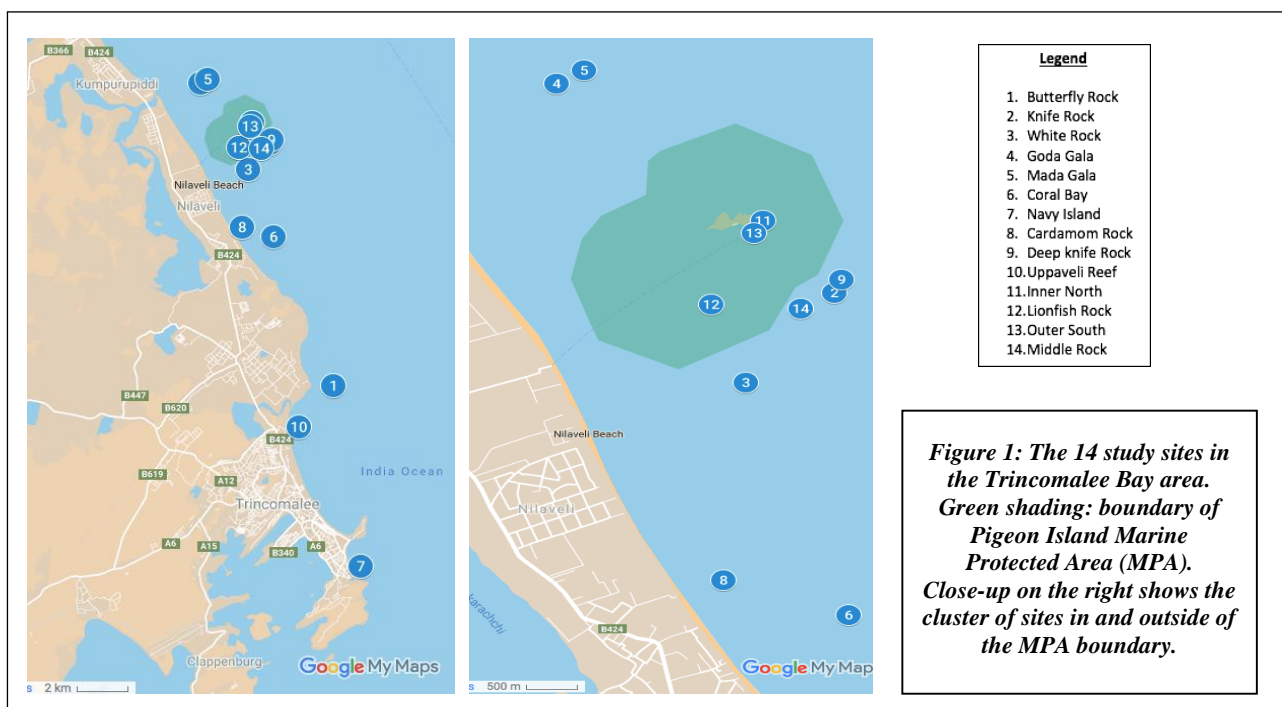 B366
B424
Kumpurupiddi
5
9
13
12
14
3
Nilaveli Beach
Nilaveli
8
6
B424
1
B447
B620
10
B424
India Ocean
B619
A12
Trincomalee
A6
A15
B340
A6
7
Clappenburg
Google My Maps
s 2 km
5
4
11
13
9
2
12
14
3
Nilaveli Beach
Nilaveli
8
6
karachchi
B424
Google My Maps
s 500 m
Legend
1. Butterfly Rock
2. Knife Rock
3. White Rock
4. Goda Gala
5. Mada Gala
6. Coral Bay
7. Navy Island
8. Cardamom Rock
9. Deep knife Rock
10.Uppaveli Reef
11.Inner North
12.Lionfish Rock
13.Outer South
14.Middle Rock
Figure 1: The 14 study sites in
the Trincomalee Bay area.
Green shading: boundary of
Pigeon Island Marine
Protected Area (MPA).
Close-up on the right shows the
cluster of sites in and outside of
the MPA boundary.